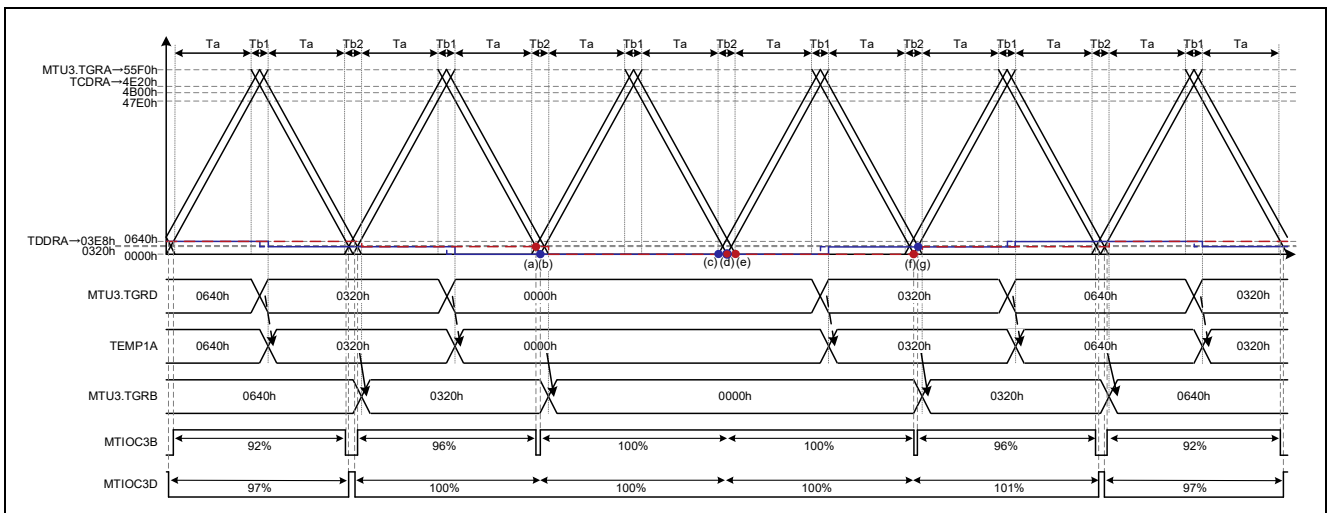 Ta Tb1 Ta Tb2 Ta Tb1 Ta Tb2 Ta Tb1 Ta Tb2 Ta Tb1 Ta Tb2 Ta Tb1 Ta Tb2 Ta Tb1 Ta
MTU3.TGRA→55F0h
TCDRA→4E20h
4B00h
47E0h
TDDRA→03E8h 0640h
0320h
0000h
(a) (b) (c) (d) (e) (f) (g)
MTU3.TGRD 0640h 0320h 0000h 0320h 0640h 0320h
TEMP1A 0640h 0320h 0000h 0320h 0640h 0320h
MTU3.TGRB 0640h 0320h 0000h 0320h 0640h
MTIOC3B 92% 96% 100% 100% 96% 92%
MTIOC3D 97% 100% 100% 100% 101% 97%